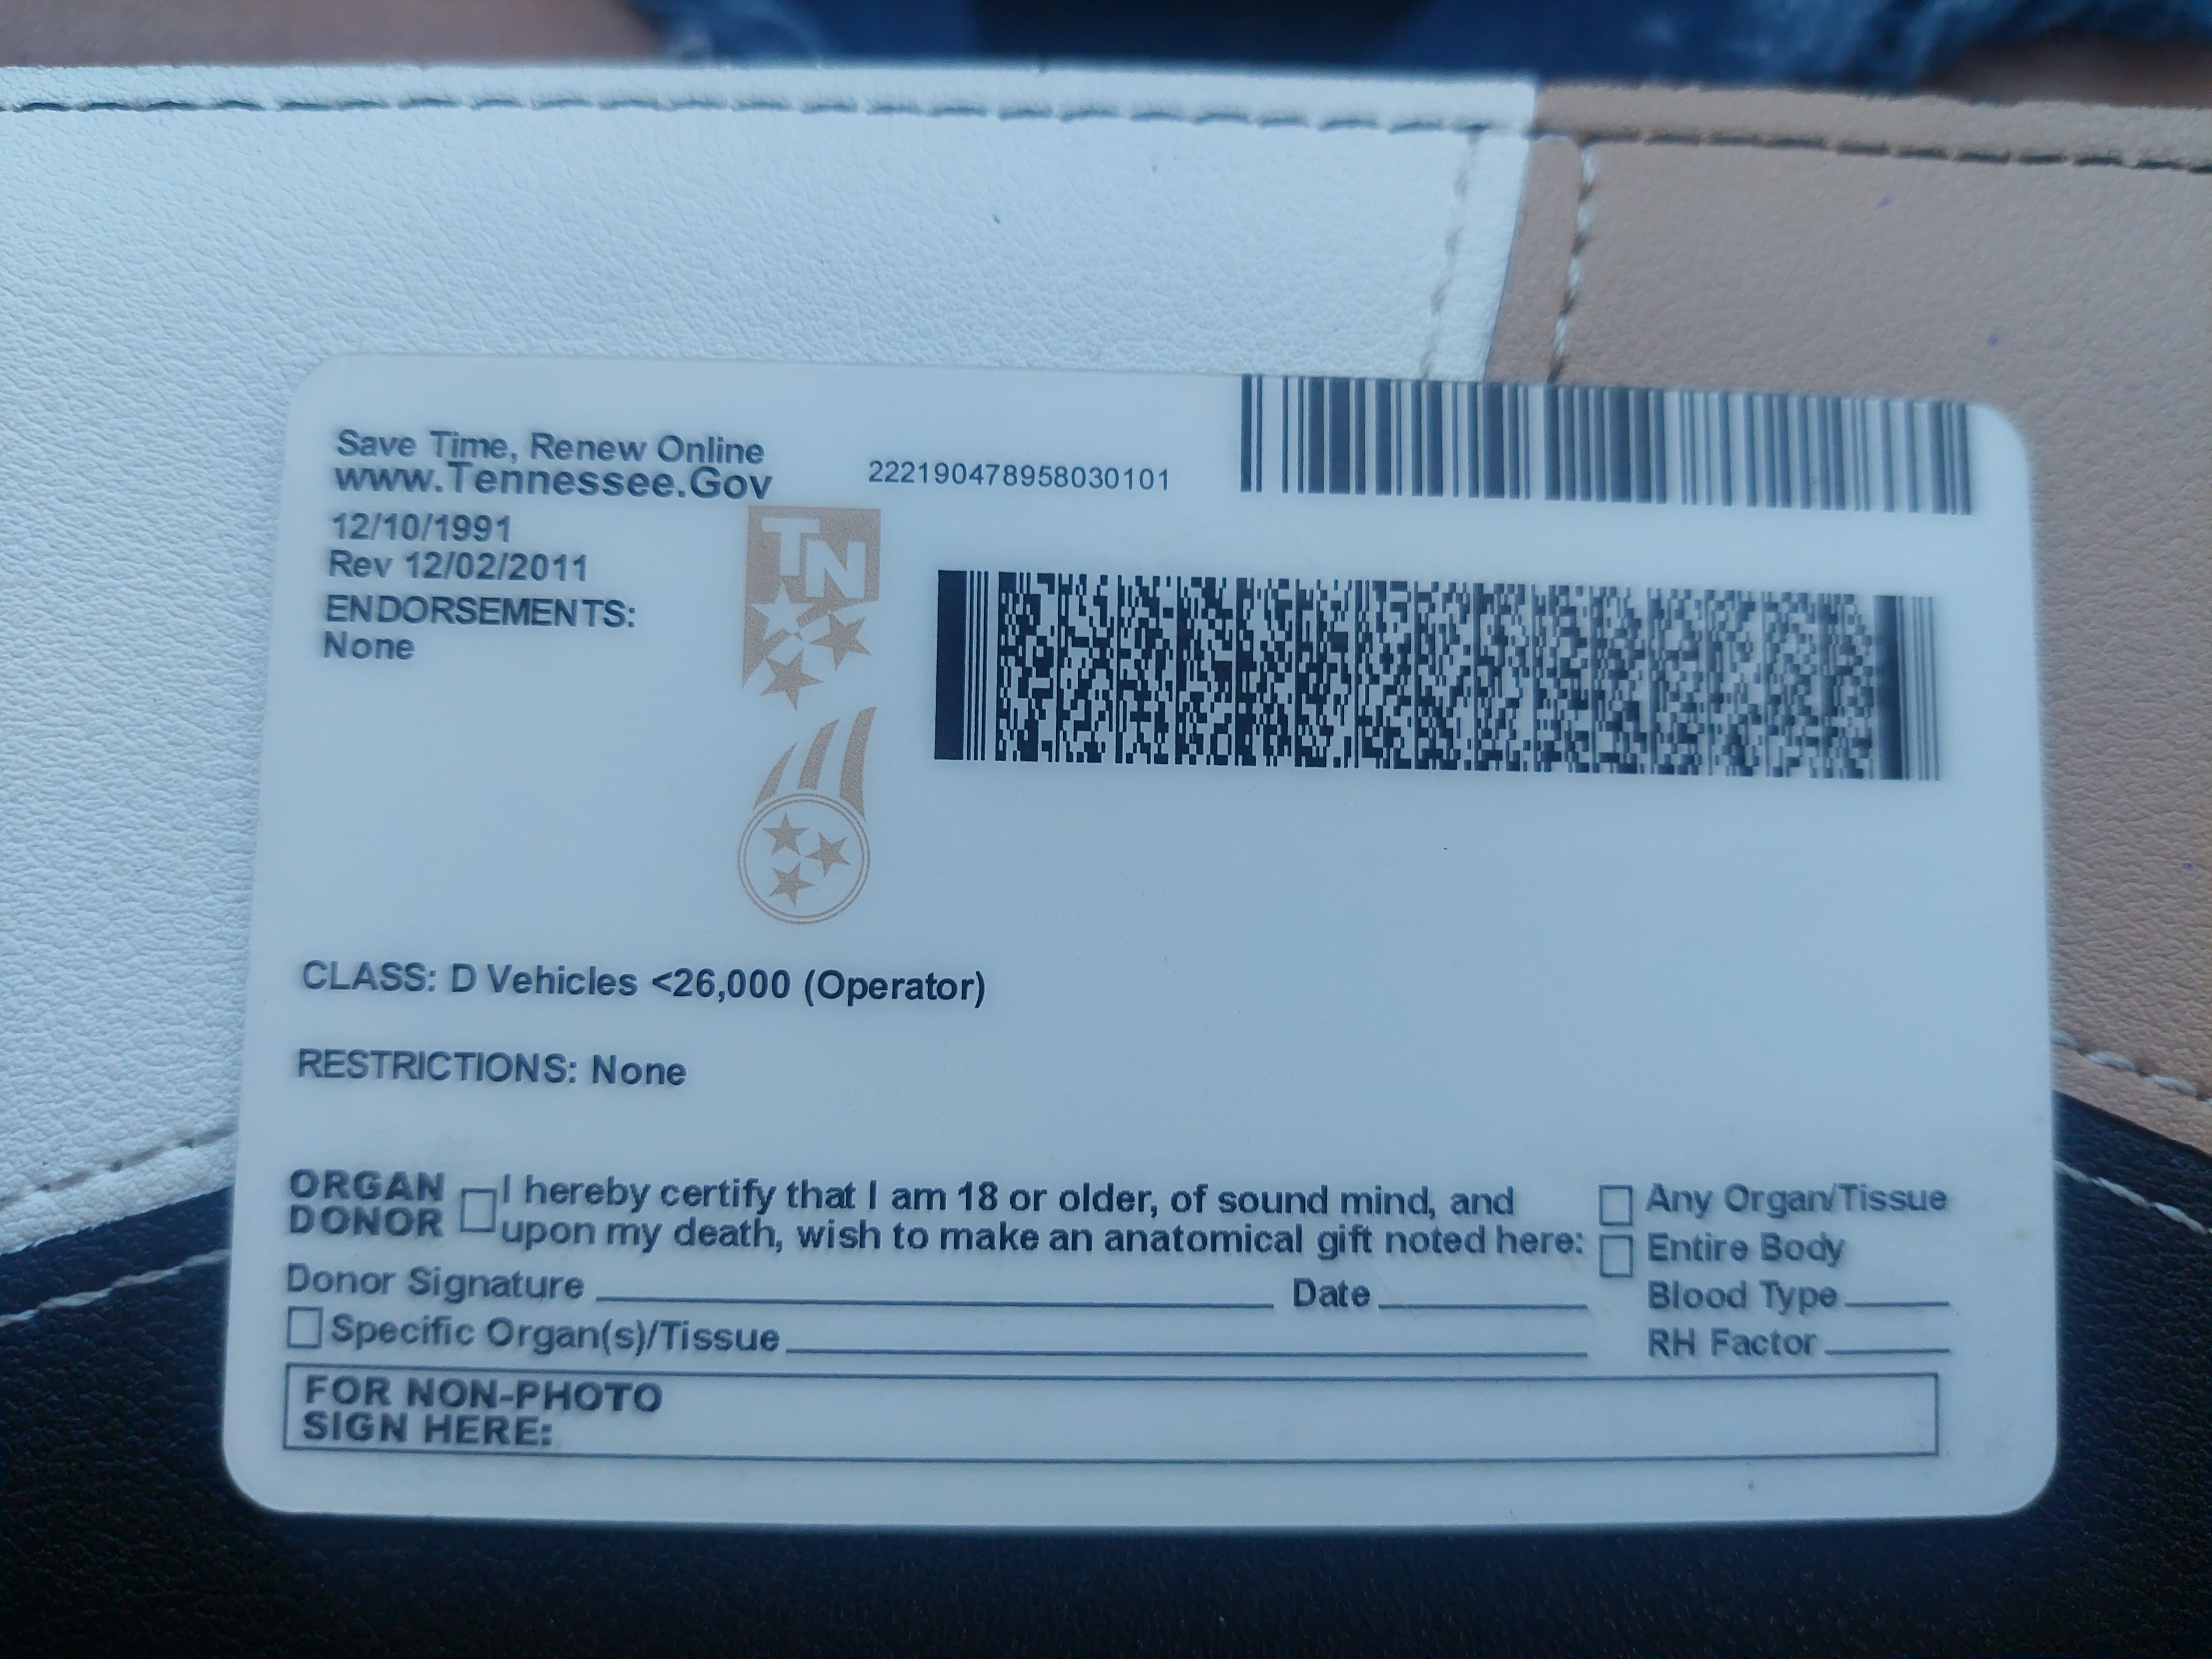 Save Time, Renew Online
www.Tennessee.Gov
222190478958030101
12/10/1991
Rev 12/02/2011
ENDORSEMENTS:
None
TN
CLASS: D Vehicles <26,000 (Operator)
RESTRICTIONS: None
ORGAN DONOR
I hereby certify that I am 18 or older, of sound mind, and
upon my death, wish to make an anatomical gift noted here:
Any Organ/Tissue
Entire Body
Donor Signature Date
Blood Type
Specific Organ(s)/Tissue
RH Factor
FOR NON-PHOTO
SIGN HERE: